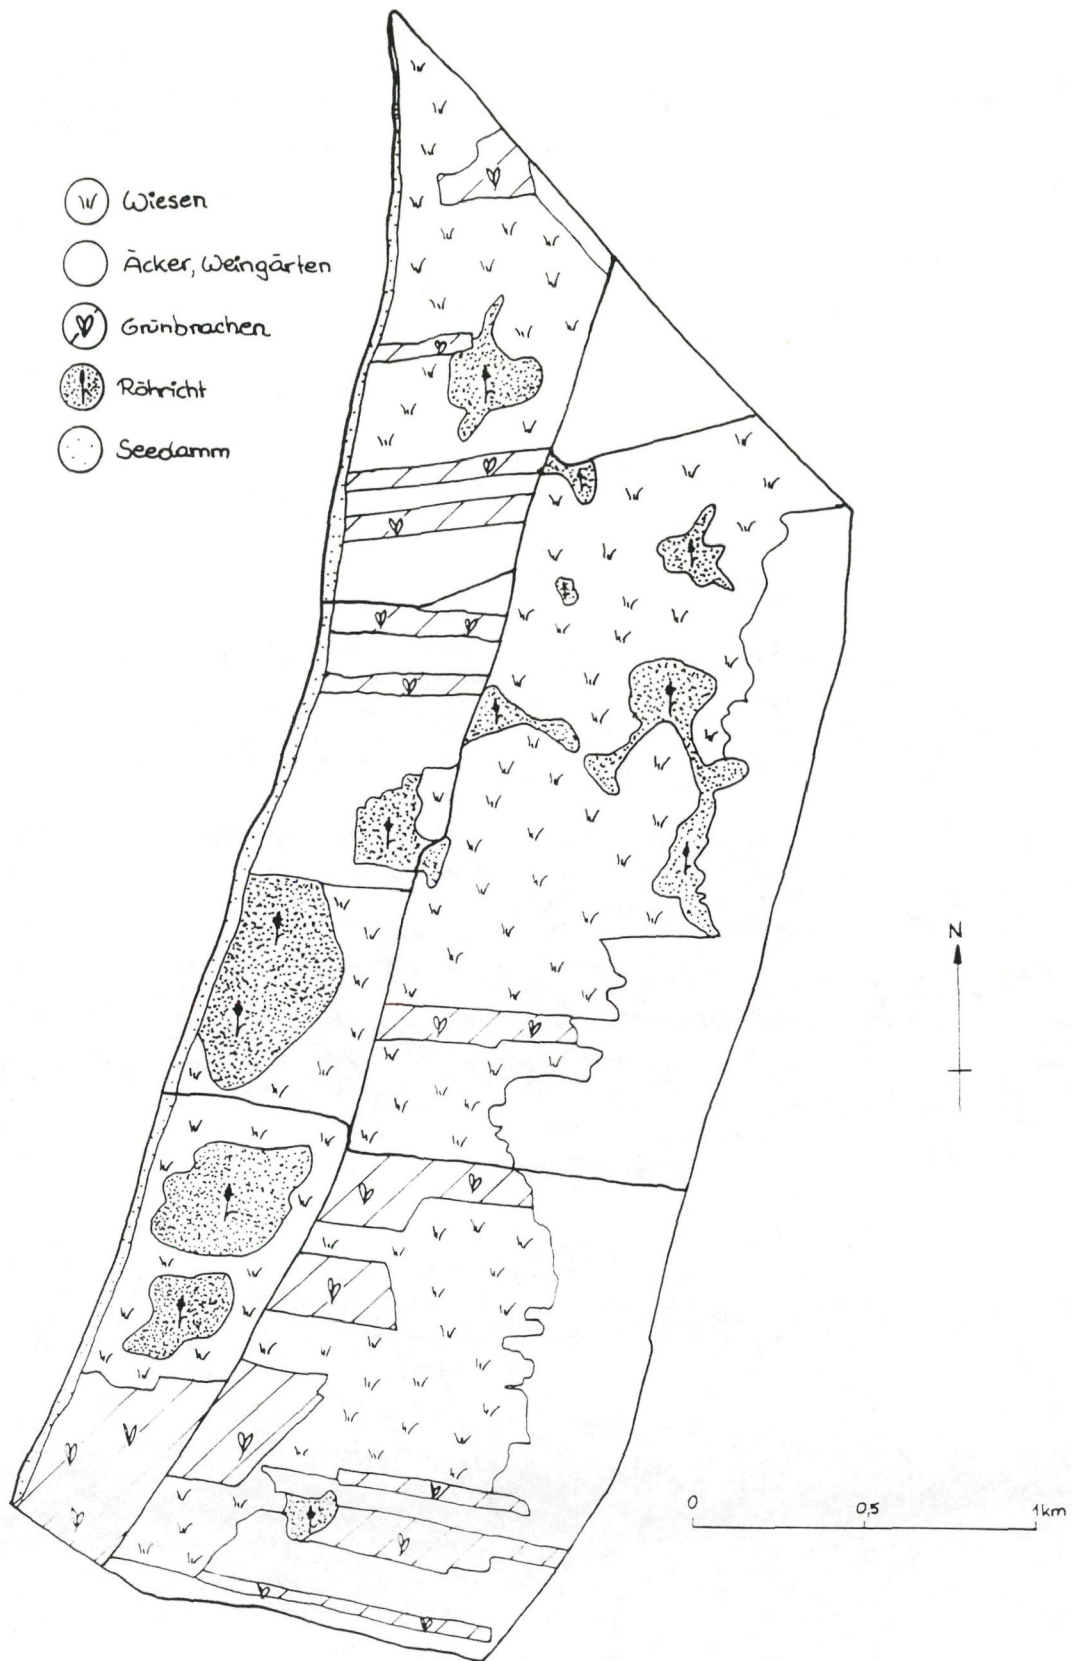 Wiesen
Äcker, Weingärten
Grünbrachen
Röhricht
Seedamm
N
0 0,5 1km